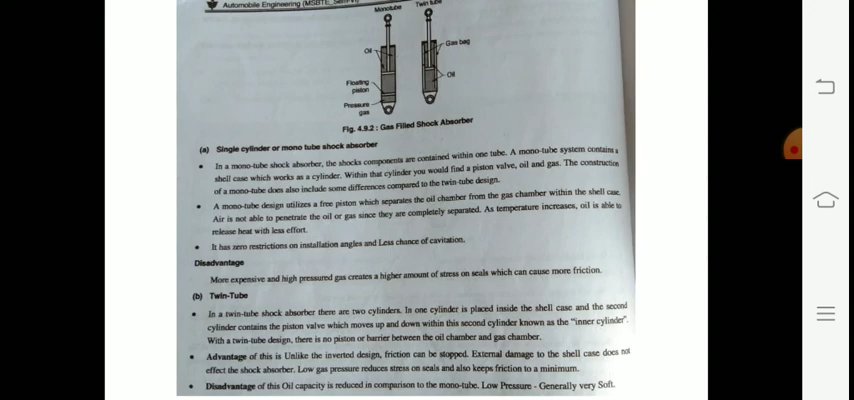 Automobile Engineering (MSBTE_Sem-VI)
Monotube
Twin tube
Oil
Gas bag
Oil
Floating
piston
Pressure
gas
Fig. 4.9.2 : Gas Filled Shock Absorber
(a) Single cylinder or mono tube shock absorber
• In a mono-tube shock absorber, the shocks components are contained within one tube. A mono-tube system contains a
shell case which works as a cylinder. Within that cylinder you would find a piston valve, oil and gas. The construction
of a mono-tube does also include some differences compared to the twin-tube design.
• A mono-tube design utilizes a free piston which separates the oil chamber from the gas chamber within the shell case.
Air is not able to penetrate the oil or gas since they are completely separated. As temperature increases, oil is able to
release heat with less effort.
• It has zero restrictions on installation angles and Less chance of cavitation.
Disadvantage
More expensive and high pressured gas creates a higher amount of stress on seals which can cause more friction.
(b) Twin-Tube
• In a twin-tube shock absorber there are two cylinders. In one cylinder is placed inside the shell case and the second
cylinder contains the piston valve which moves up and down within this second cylinder known as the "inner cylinder".
With a twin-tube design, there is no piston or barrier between the oil chamber and gas chamber.
• Advantage of this is Unlike the inverted design, friction can be stopped. External damage to the shell case does not
effect the shock absorber. Low gas pressure reduces stress on seals and also keeps friction to a minimum.
• Disadvantage of this Oil capacity is reduced in comparison to the mono-tube. Low Pressure - Generally very Soft.